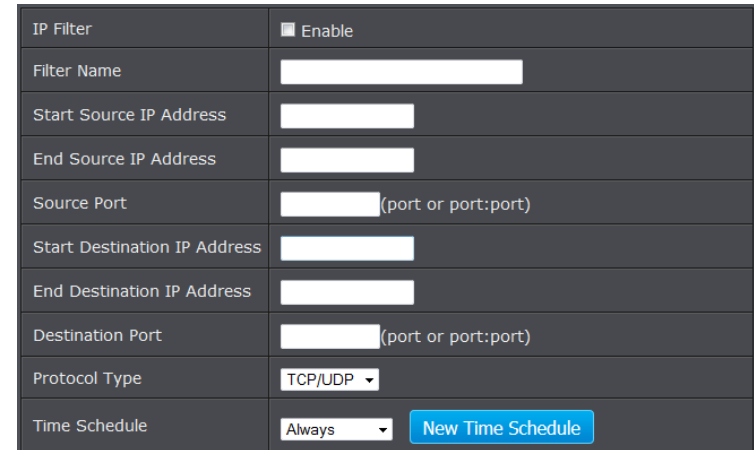 IP Filter Enable
Filter Name
Start Source IP Address
End Source IP Address
Source Port (port or port:port)
Start Destination IP Address
End Destination IP Address
Destination Port (port or port:port)
Protocol Type TCP/UDP
Time Schedule Always New Time Schedule